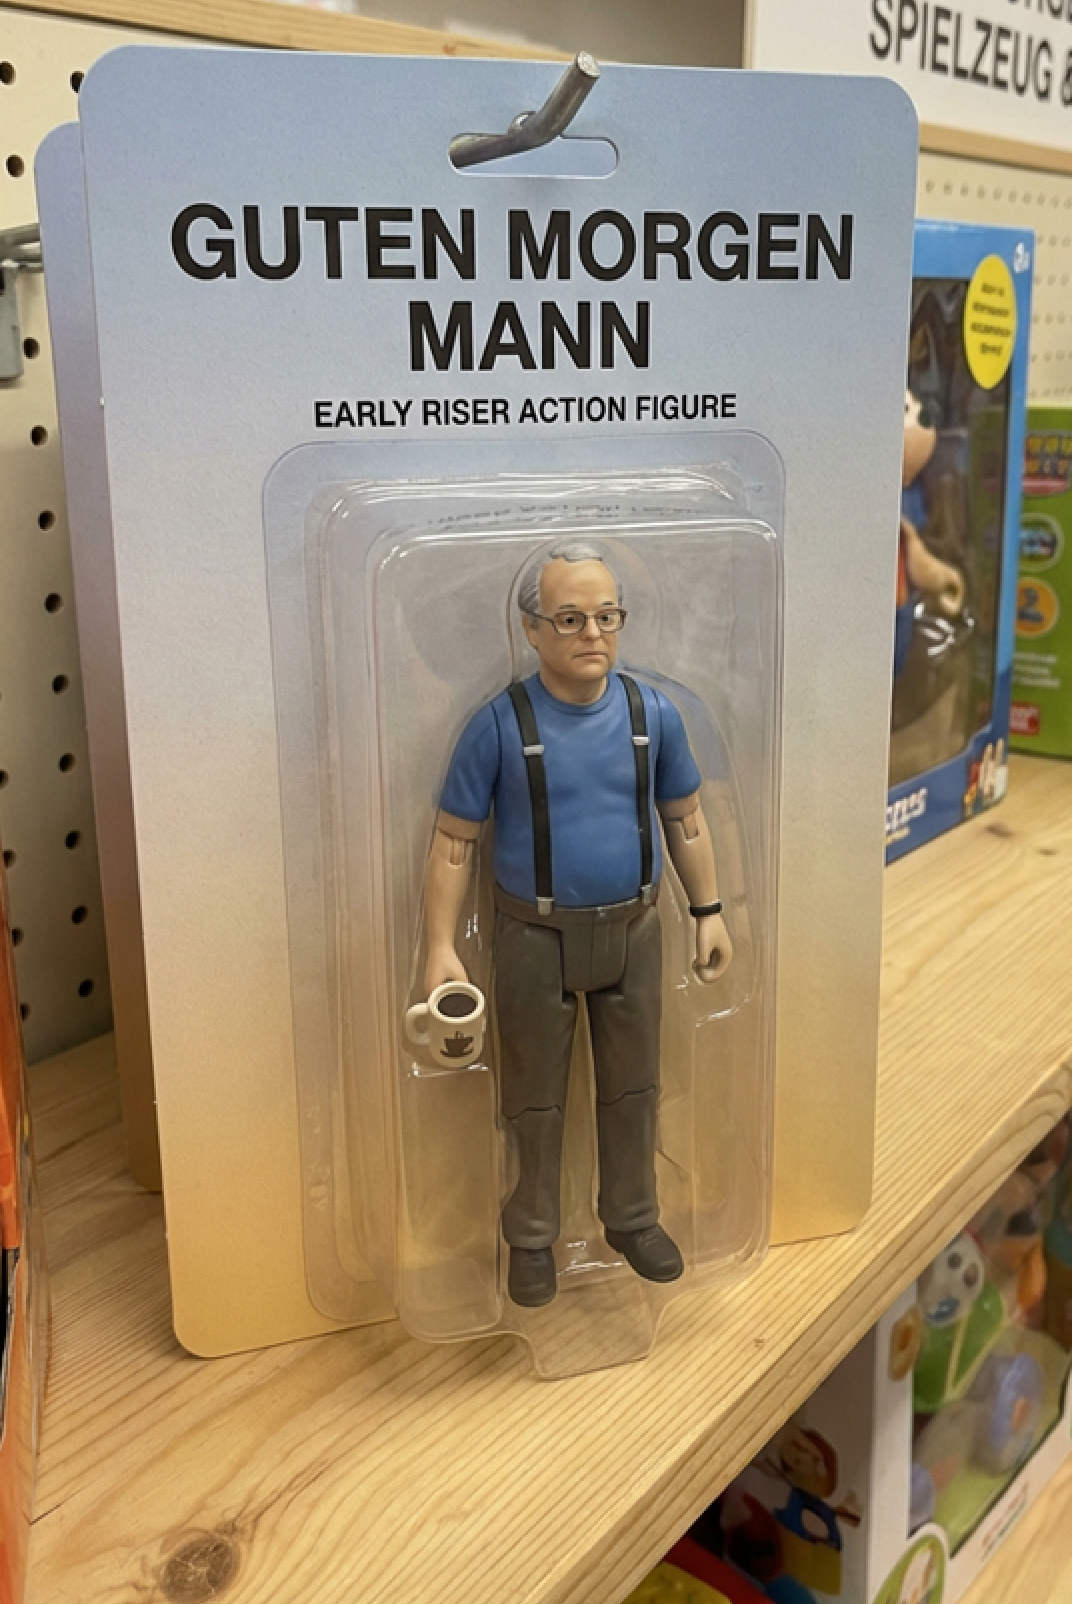 SPIELZEUG &
GUTEN MORGEN
MANN
EARLY RISER ACTION FIGURE